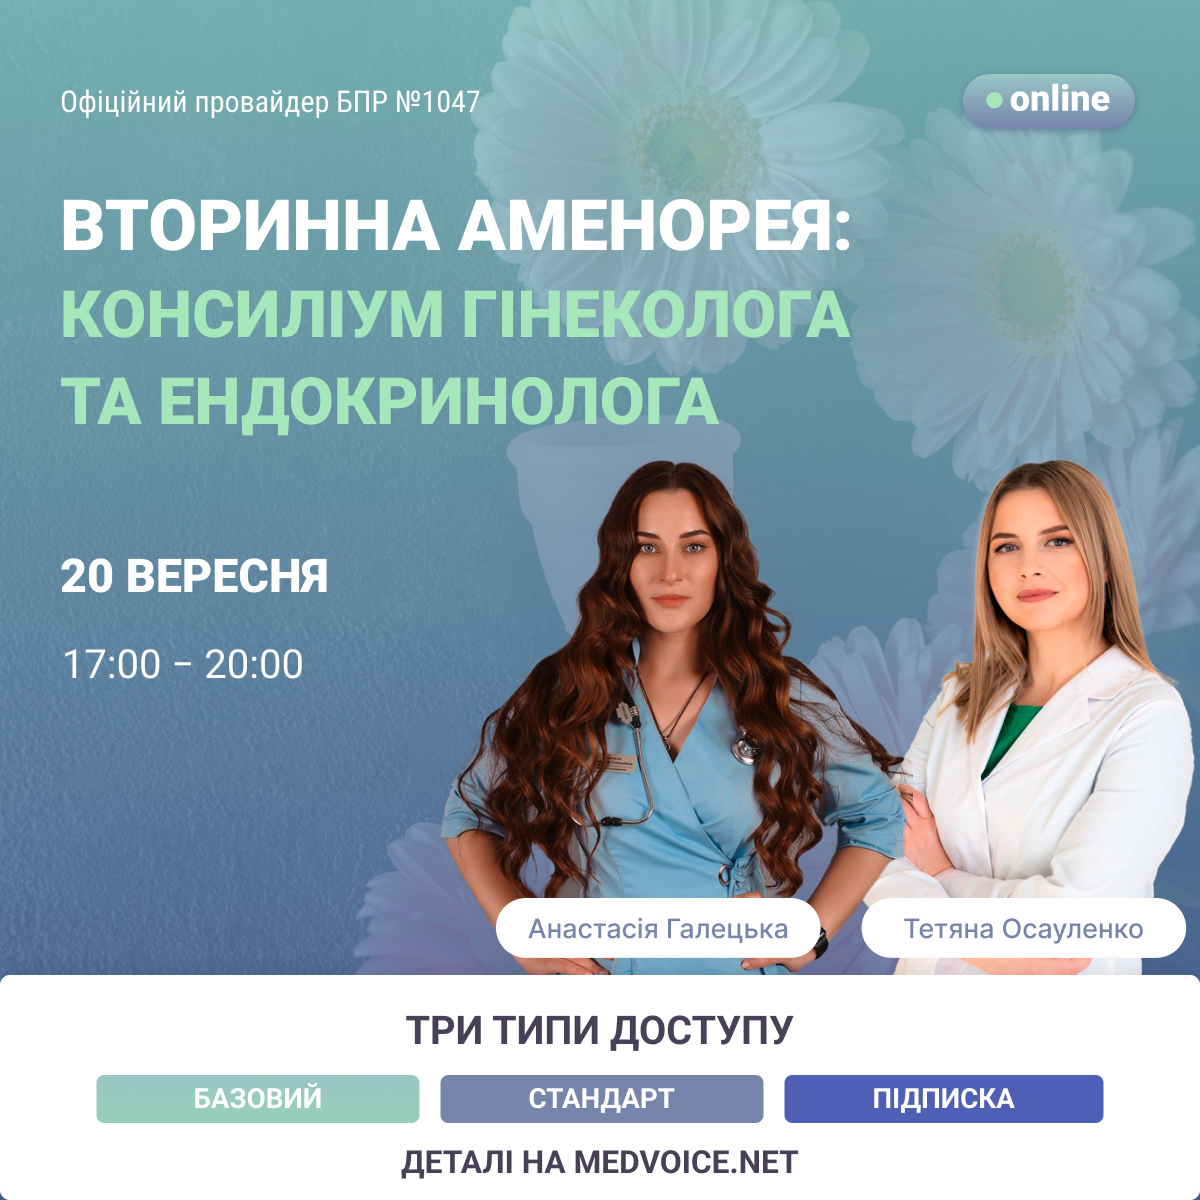 Офіційний провайдер БПР №1047
online
ВТОРИННА АМЕНОРЕЯ:
КОНСИЛІУМ ГІНЕКОЛОГА
ТА ЕНДОКРИНОЛОГА
20 ВЕРЕСНЯ
17:00 – 20:00
Анастасія Галецька
Тетяна Осауленко
ТРИ ТИПИ ДОСТУПУ
БАЗОВИЙ
СТАНДАРТ
ПІДПИСКА
ДЕТАЛІ НА MEDVOICE.NET